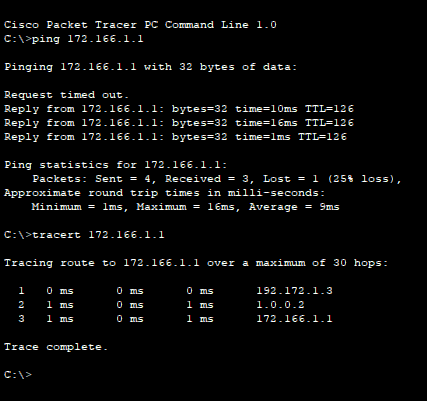 Cisco Packet Tracer PC Command Line 1.0
C:\>ping 172.166.1.1
Pinging 172.166.1.1 with 32 bytes of data:
Request timed out.
Reply from 172.166.1.1: bytes=32 time=10ms TTL=126
Reply from 172.166.1.1: bytes=32 time=16ms TTL=126
Reply from 172.166.1.1: bytes=32 time=1ms TTL=126
Ping statistics for 172.166.1.1:
Packets: Sent = 4, Received = 3, Lost = 1 (25% loss),
Approximate round trip times in milli-seconds:
Minimum = 1ms, Maximum = 16ms, Average = 9ms
C:\>tracert 172.166.1.1
Tracing route to 172.166.1.1 over a maximum of 30 hops:
1 0 ms 0 ms 0 ms 192.172.1.3
2 1 ms 0 ms 1 ms 1.0.0.2
3 1 ms 0 ms 1 ms 172.166.1.1
Trace complete.
C:\>